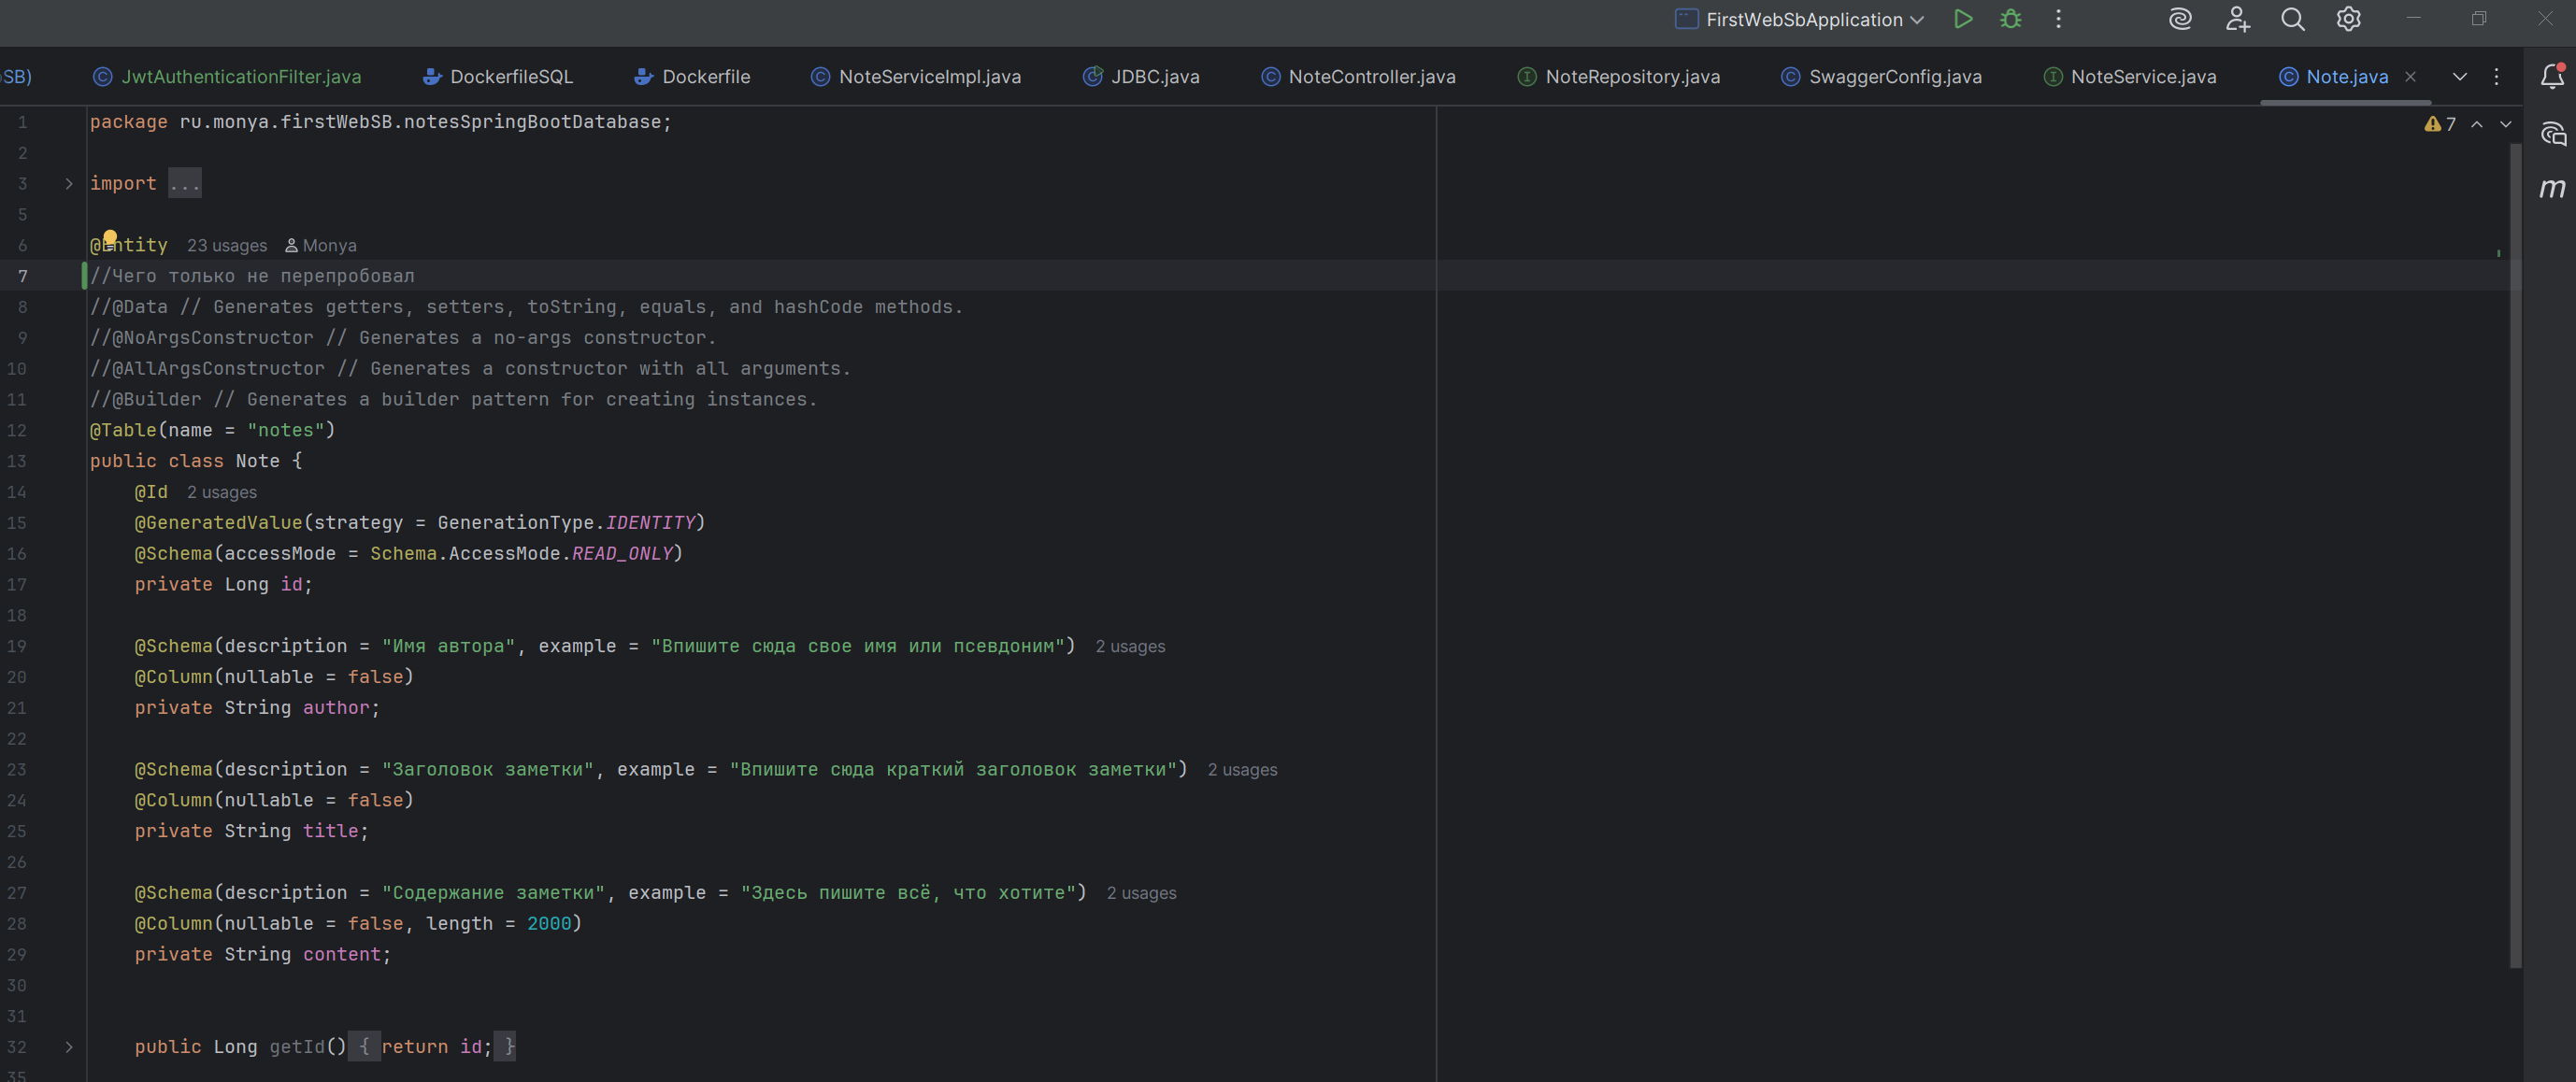 FirstWebSbApplication
SB) JwtAuthenticationFilter.java DockerfileSQL Dockerfile NoteServiceImpl.java JDBC.java NoteController.java NoteRepository.java SwaggerConfig.java NoteService.java Note.java
1 package ru.monya.firstWebSB.notesSpringBootDatabase; 7
2
3 import ...
5
6 @Entity 23 usages Monya
7 //Чего только не перепробовал
8 //@Data // Generates getters, setters, toString, equals, and hashCode methods.
9 //@NoArgsConstructor // Generates a no-args constructor.
10 //@AllArgsConstructor // Generates a constructor with all arguments.
11 //@Builder // Generates a builder pattern for creating instances.
12 @Table(name = "notes")
13 public class Note {
14 @Id 2 usages
15 @GeneratedValue(strategy = GenerationType.IDENTITY)
16 @Schema(accessMode = Schema.AccessMode.READ_ONLY)
17 private Long id;
18
19 @Schema(description = "Имя автора", example = "Впишите сюда свое имя или псевдоним") 2 usages
20 @Column(nullable = false)
21 private String author;
22
23 @Schema(description = "Заголовок заметки", example = "Впишите сюда краткий заголовок заметки") 2 usages
24 @Column(nullable = false)
25 private String title;
26
27 @Schema(description = "Содержание заметки", example = "Здесь пишите всё, что хотите") 2 usages
28 @Column(nullable = false, length = 2000)
29 private String content;
30
31
32 public Long getId() { return id; }
35